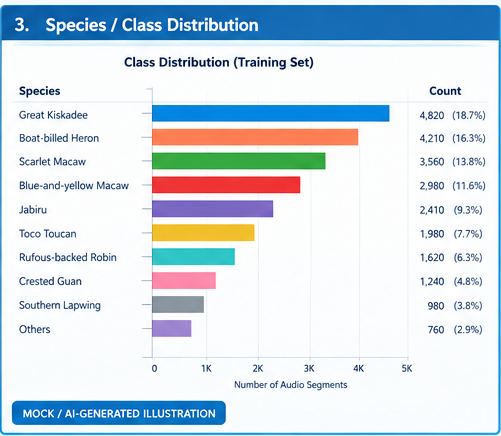 3. Species / Class Distribution
Class Distribution (Training Set)
Species Count
Great Kiskadee 4,820 (18.7%)
Boat-billed Heron 4,210 (16.3%)
Scarlet Macaw 3,560 (13.8%)
Blue-and-yellow Macaw 2,980 (11.6%)
Jabiru 2,410 (9.3%)
Toco Toucan 1,980 (7.7%)
Rufous-backed Robin 1,620 (6.3%)
Crested Guan 1,240 (4.8%)
Southern Lapwing 980 (3.8%)
Others 760 (2.9%)
0 1K 2K 3K 4K 5K
Number of Audio Segments
MOCK / AI-GENERATED ILLUSTRATION